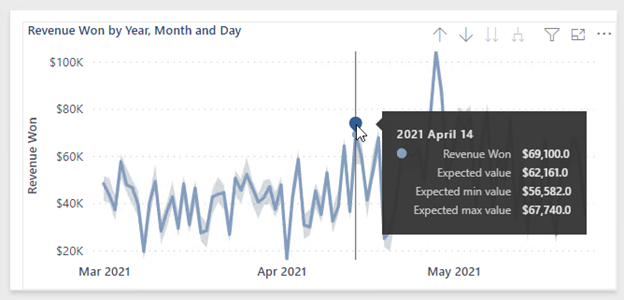 Revenue Won by Year, Month and Day
$100K
$80K
$60K
$40K
$20K
Revenue Won
Mar 2021
Apr 2021
May 2021
2021 April 14
Revenue Won $69,100.0
Expected value $62,161.0
Expected min value $56,582.0
Expected max value $67,740.0